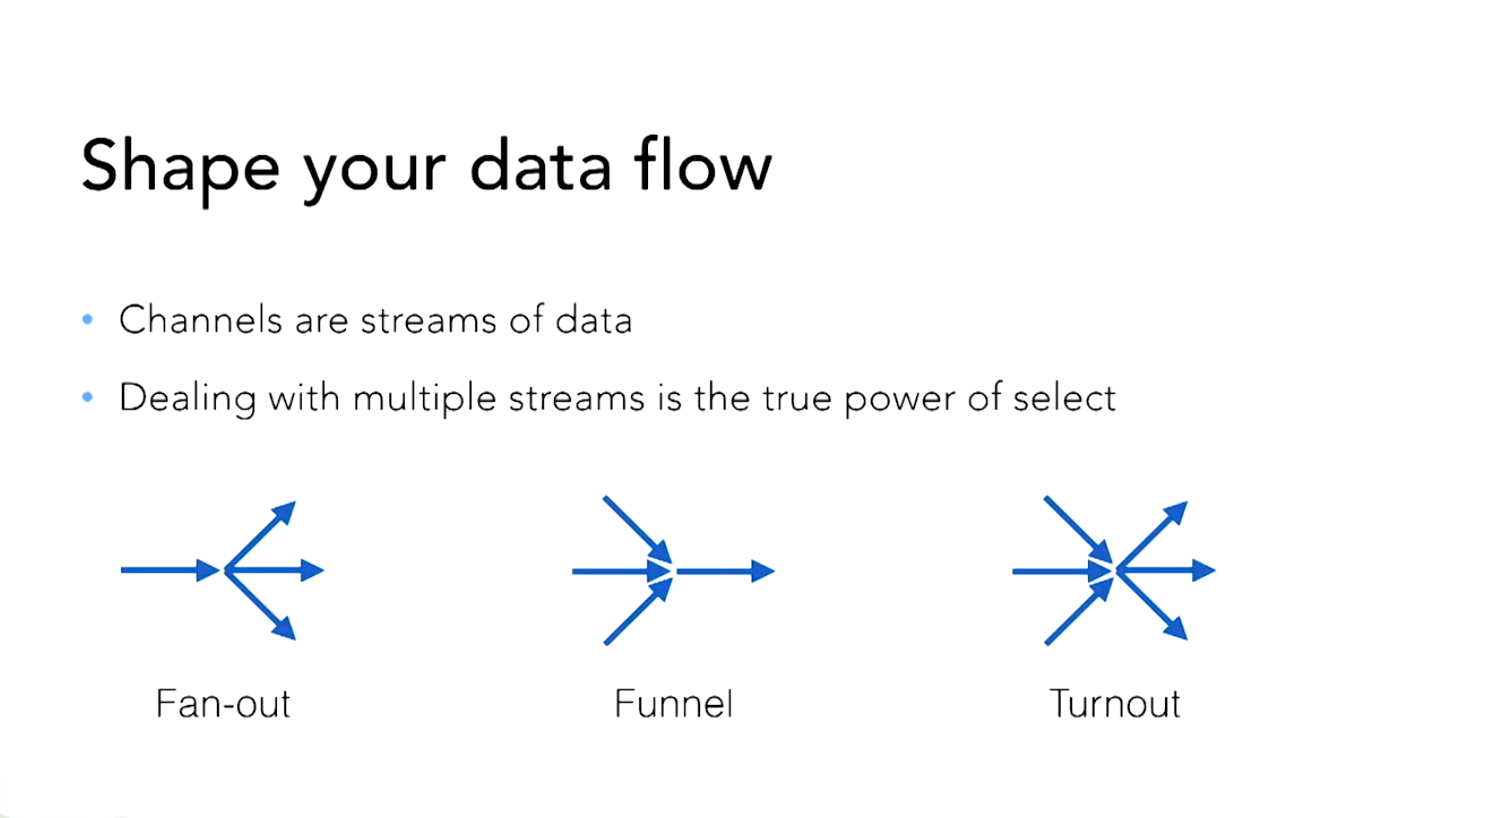 Shape your data flow
• Channels are streams of data
• Dealing with multiple streams is the true power of select
Fan-out
Funnel
Turnout